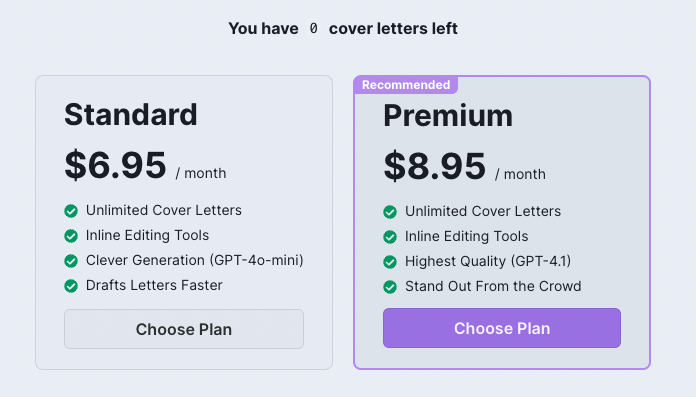 You have 0 cover letters left
Standard
$6.95 / month
Unlimited Cover Letters
Inline Editing Tools
Clever Generation (GPT-4o-mini)
Drafts Letters Faster
Choose Plan
Recommended
Premium
$8.95 / month
Unlimited Cover Letters
Inline Editing Tools
Highest Quality (GPT-4.1)
Stand Out From the Crowd
Choose Plan